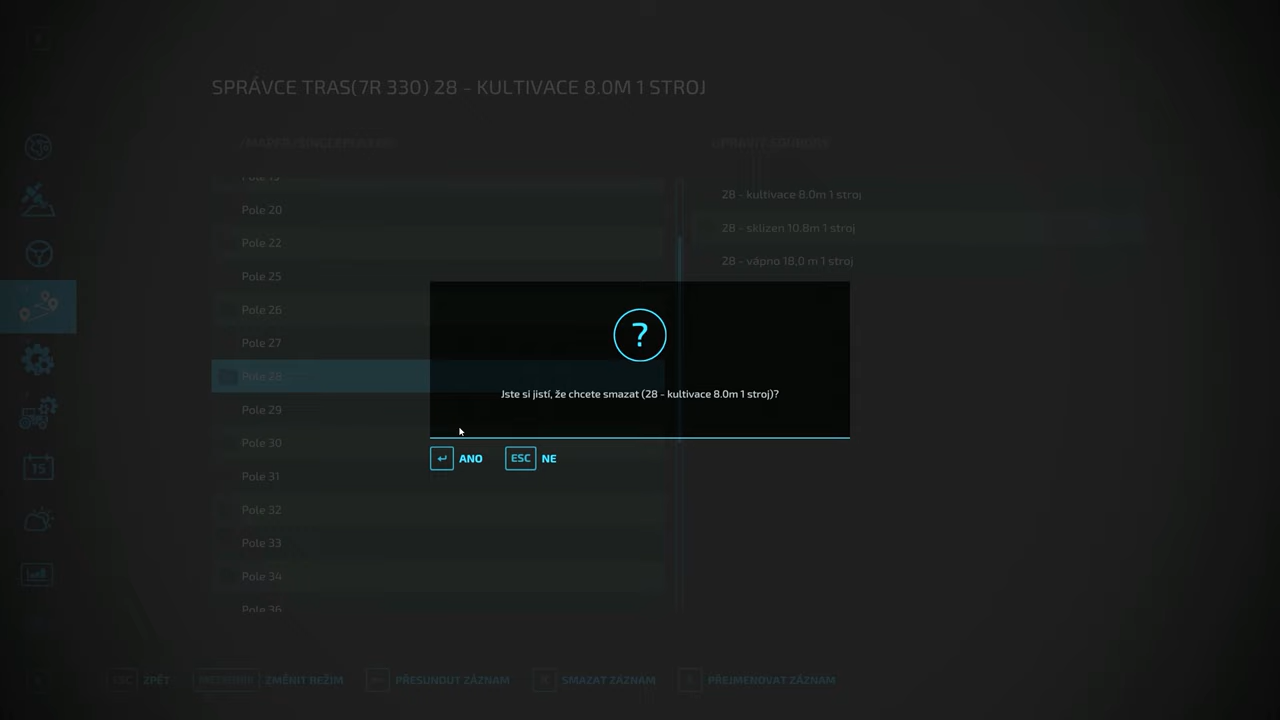 SPRÁVCE TRAS(7R 330) 28 - KULTIVACE 8.0M 1 STROJ
Pole 19
Pole 20
Pole 22
Pole 25
Pole 26
Pole 27
Pole 28
Pole 29
Pole 30
Pole 31
Pole 32
Pole 33
Pole 34
Pole 36
28 - kultivace 8.0m 1 stroj
28 - sklizen 10.8m 1 stroj
28 - vápno 18,0 m 1 stroj
15
?
Jste si jistí, že chcete smazat (28 - kultivace 8.0m 1 stroj)?
ANO
ESC NE
ESC ZPĚT
ZMĚNIT REŽIM
PŘESUNOUT ZÁZNAM
SMAZAT ZÁZNAM
PŘEJMENOVAT ZÁZNAM